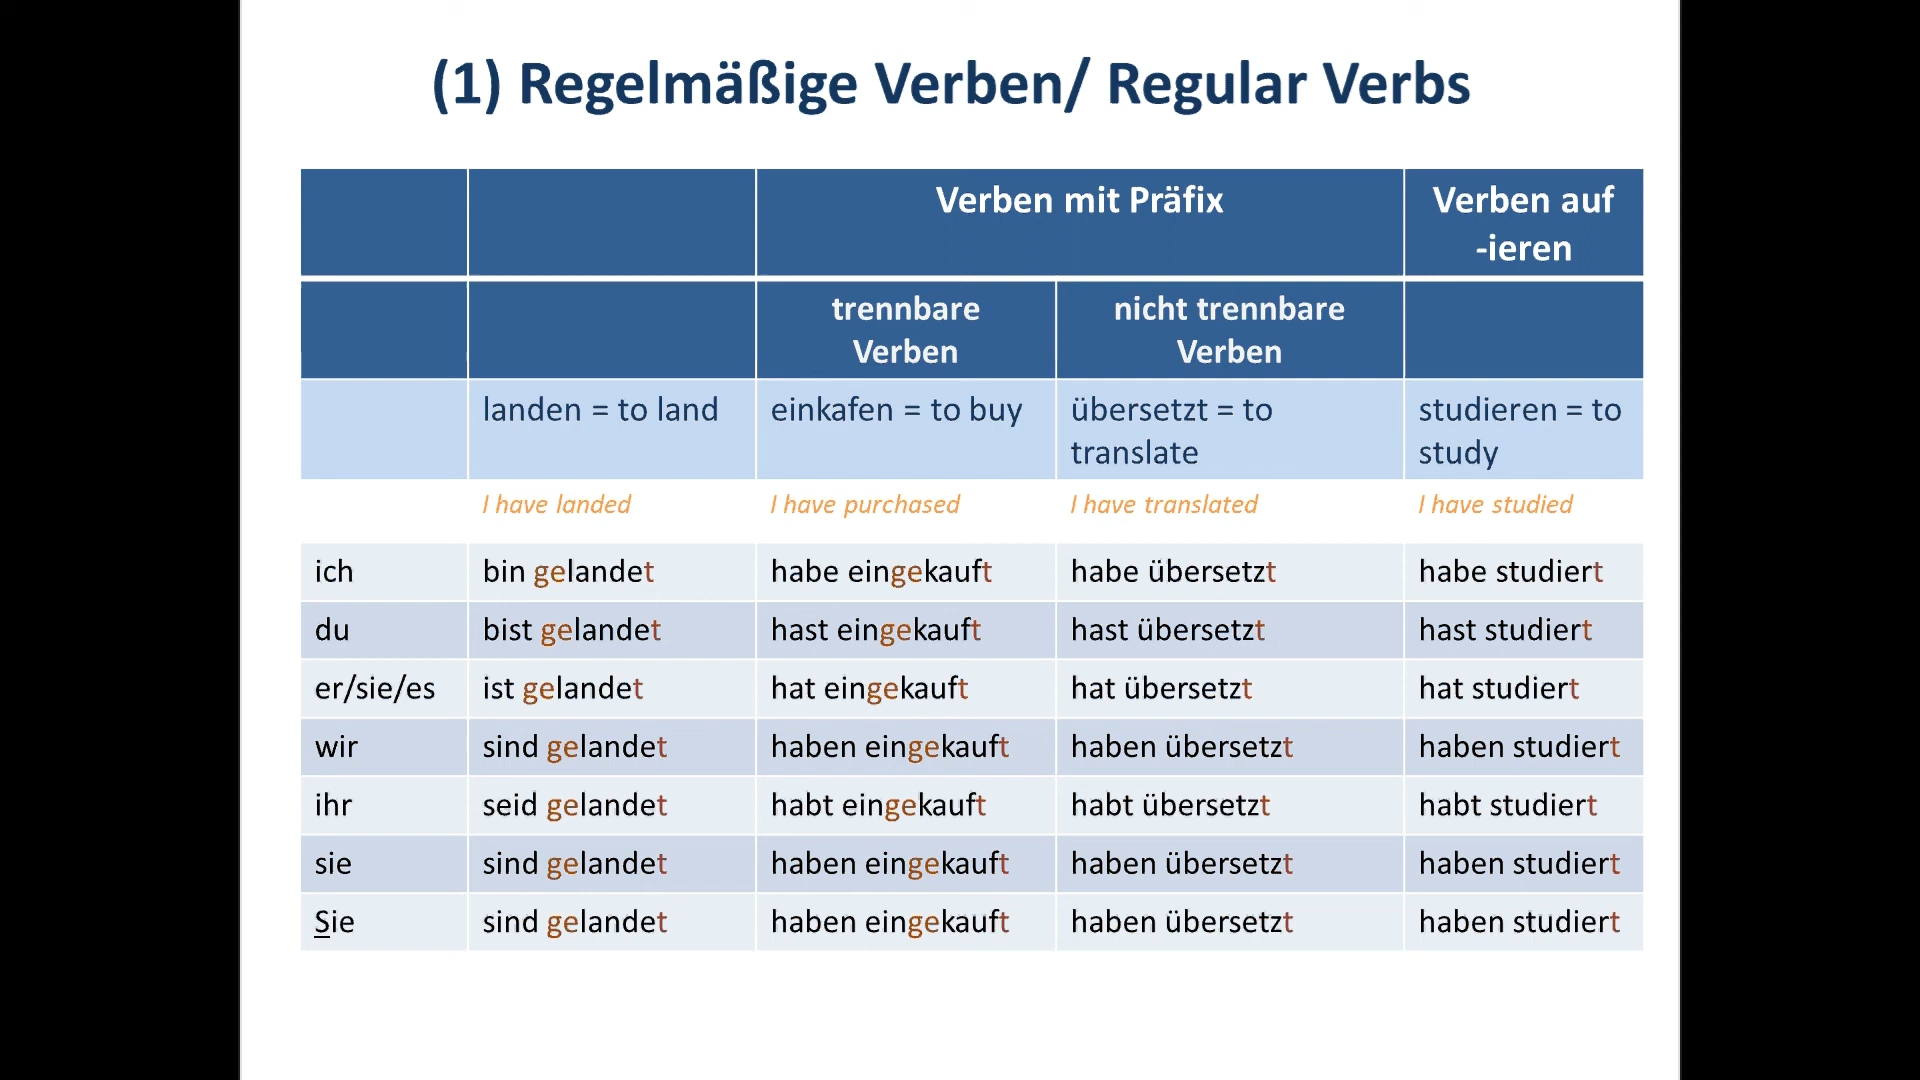 (1) Regelmäßige Verben/ Regular Verbs
Verben mit Präfix
Verben auf
-ieren
trennbare
Verben
nicht trennbare
Verben
landen = to land
einkafen = to buy
übersetzt = to
translate
studieren = to
study
I have landed
I have purchased
I have translated
I have studied
ich bin gelandet habe eingekauft habe übersetzt habe studiert
du bist gelandet hast eingekauft hast übersetzt hast studiert
er/sie/es ist gelandet hat eingekauft hat übersetzt hat studiert
wir sind gelandet haben eingekauft haben übersetzt haben studiert
ihr seid gelandet habt eingekauft habt übersetzt habt studiert
sie sind gelandet haben eingekauft haben übersetzt haben studiert
Sie sind gelandet haben eingekauft haben übersetzt haben studiert